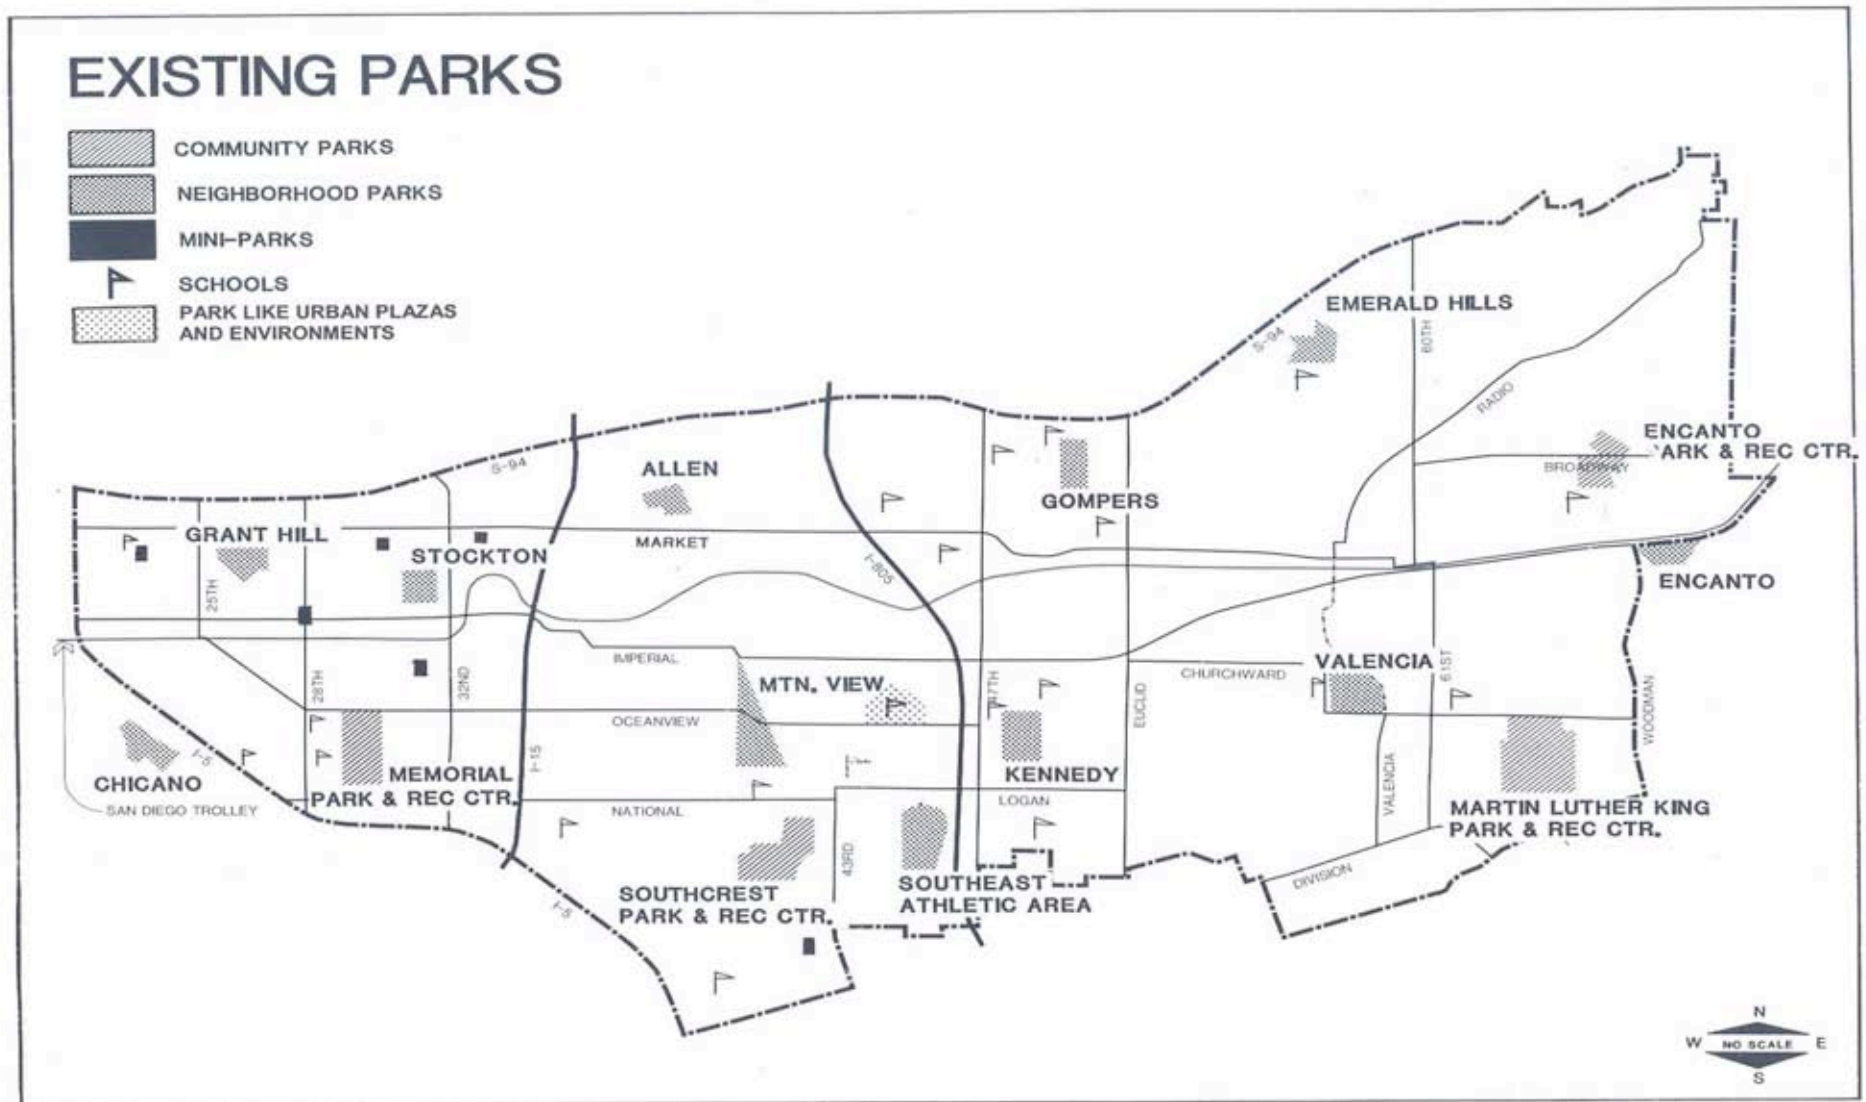 EXISTING PARKS
COMMUNITY PARKS
NEIGHBORHOOD PARKS
MINI-PARKS
SCHOOLS
PARK LIKE URBAN PLAZAS
AND ENVIRONMENTS
EMERALD HILLS
S-94
60TH
RADIO
ENCANTO
ARK & REC CTR.
BROADWAY
S-94
ALLEN
GOMPERS
GRANT HILL
MARKET
STOCKTON
I-805
ENCANTO
25TH
IMPERIAL
VALENCIA
61ST
28TH
32ND
MTN. VIEW
47TH
CHURCHWARD
EUCLID
WOODMAN
OCEANVIEW
I-5
I-15
CHICANO
MEMORIAL
PARK & REC CTR.
KENNEDY
VALENCIA
SAN DIEGO TROLLEY
NATIONAL
LOGAN
MARTIN LUTHER KING
PARK & REC CTR.
43RD
SOUTHCREST
PARK & REC CTR.
SOUTHEAST
ATHLETIC AREA
DIVISION
I-5
N
W NO SCALE E
S